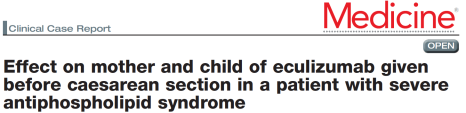 Medicine®
Clinical Case Report
OPEN
Effect on mother and child of eculizumab given
before caesarean section in a patient with severe
antiphospholipid syndrome